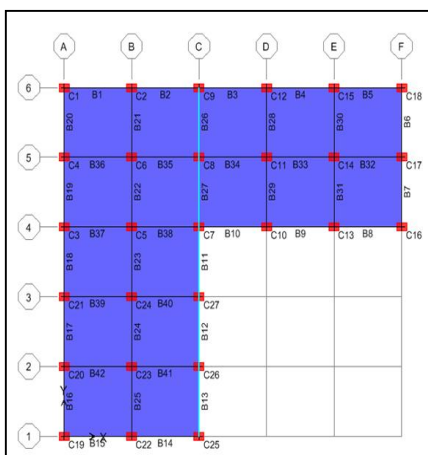 A B C D E F
6
C1 B1 C2 B2 C9 B3 C12 B4 C15 B5 C18
B20 B21 B26 B28 B30 B6
5
C4 B36 C6 B35 C8 B34 C11 B33 C14 B32 C17
B19 B22 B27 B29 B31 B7
4
C3 B37 C5 B38 C7 B10 C10 B9 C13 B8 C16
B18 B23 B11
3
C21 B39 C24 B40 C27
B17 B24 B12
2
C20 B42 C23 B41 C26
B16 B25 B13
Y
1
C19 B15 X C22 B14 C25